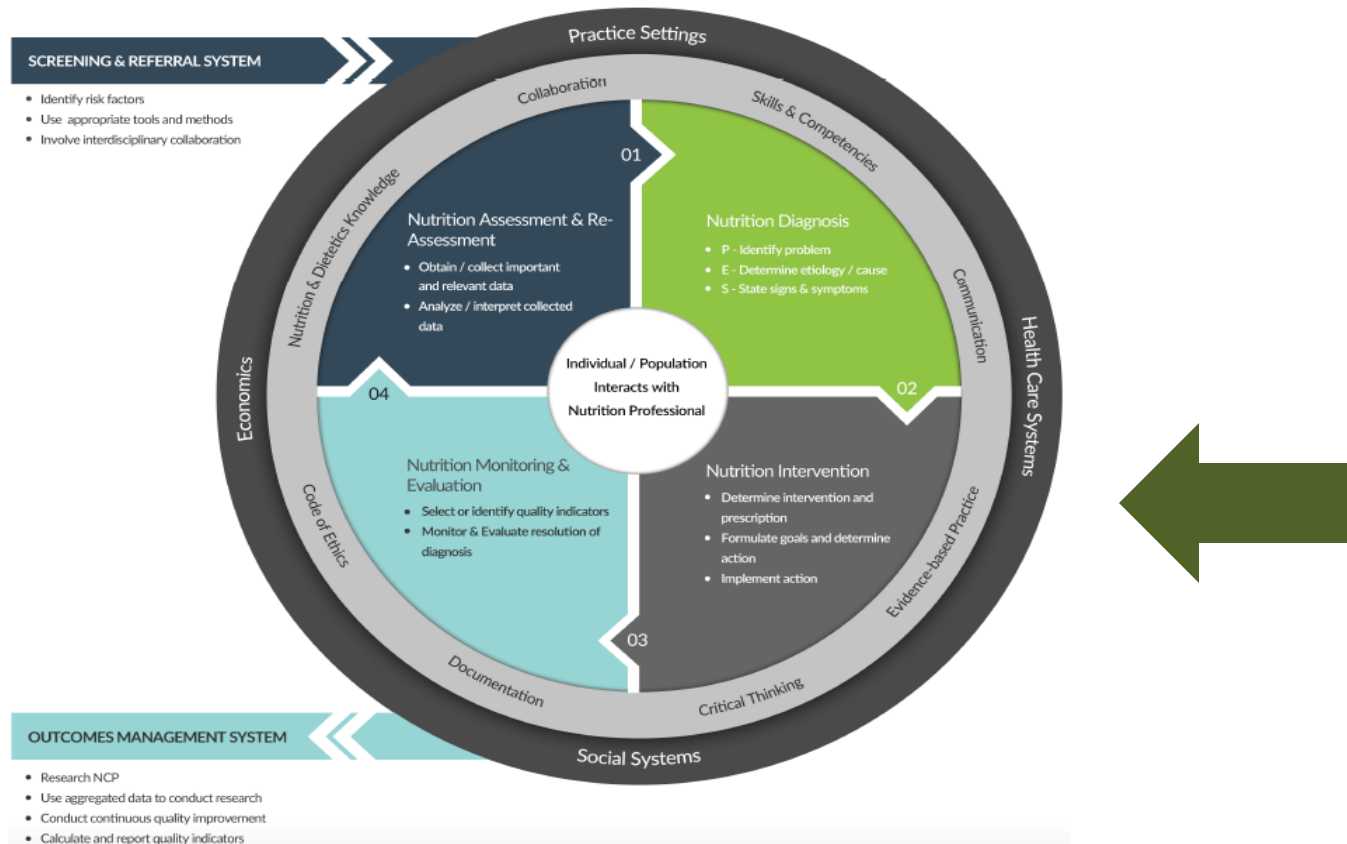 Practice Settings
SCREENING & REFERRAL SYSTEM
• Identify risk factors
• Use appropriate tools and methods
• Involve interdisciplinary collaboration
Collaboration
Skills & Competencies
Nutrition & Dietetics Knowledge
Communication
Economics
Health Care Systems
Code of Ethics
Evidence-based Practice
Documentation
Critical Thinking
Social Systems
01
Nutrition Assessment & Re-
Assessment
• Obtain / collect important
and relevant data
• Analyze / interpret collected
data
Nutrition Diagnosis
• P - Identify problem
• E - Determine etiology / cause
• S - State signs & symptoms
Individual / Population
Interacts with
Nutrition Professional
04
02
Nutrition Monitoring &
Evaluation
• Select or identify quality indicators
• Monitor & Evaluate resolution of
diagnosis
Nutrition Intervention
• Determine intervention and
prescription
• Formulate goals and determine
action
• Implement action
03
OUTCOMES MANAGEMENT SYSTEM
• Research NCP
• Use aggregated data to conduct research
• Conduct continuous quality improvement
• Calculate and report quality indicators